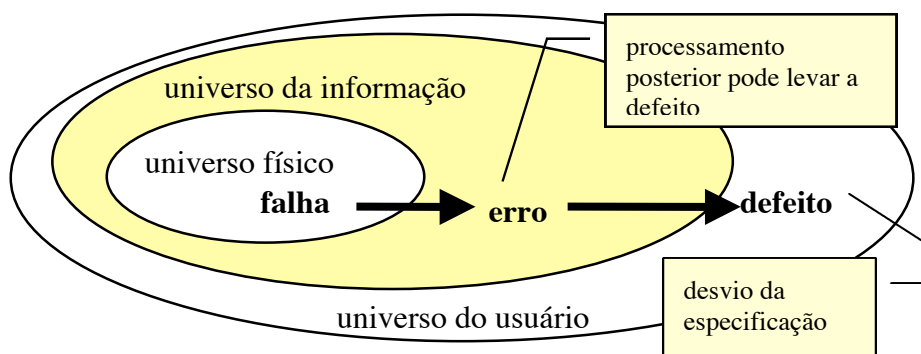 processamento
posterior pode levar a
defeito
universo da informação
universo físico
falha
erro
defeito
desvio da
especificação
universo do usuário